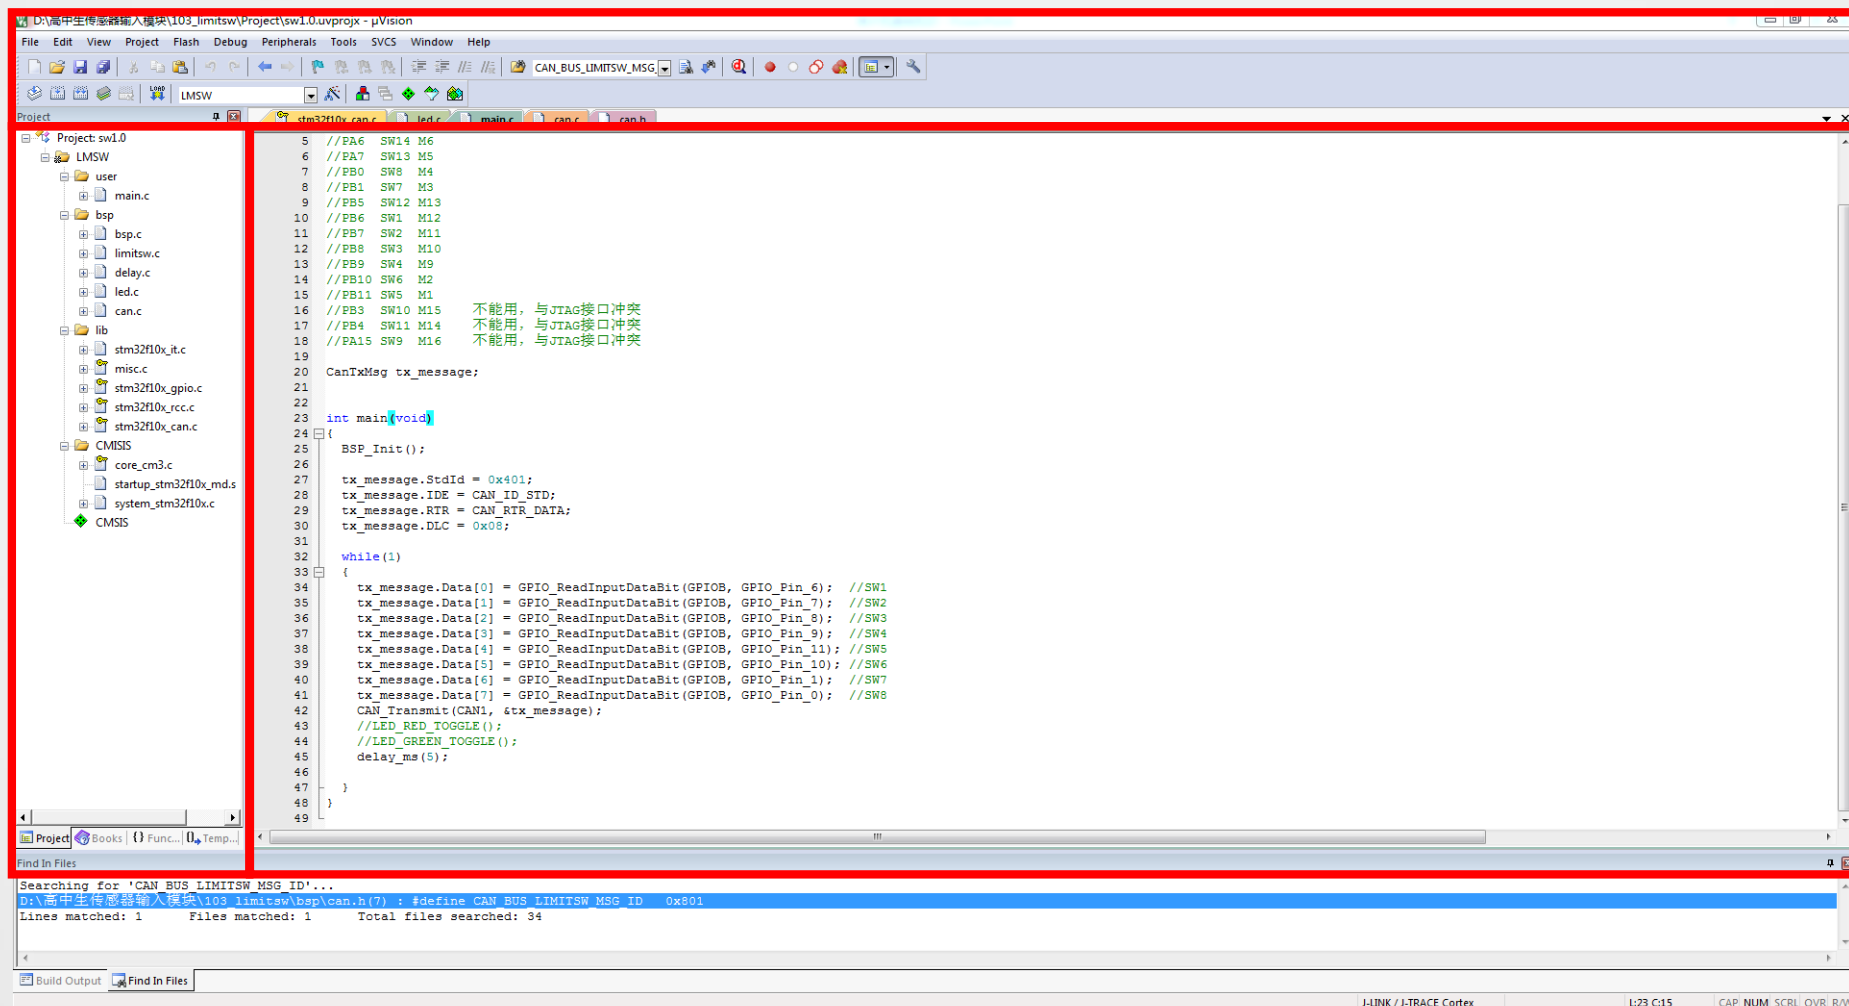 D:\高中生传感器输入模块\103_limitsw\Project\sw1.0.uvprojx - µVision
File Edit View Project Flash Debug Peripherals Tools SVCS Window Help
CAN_BUS_LIMITSW_MSG_
LOAD LMSW
Project
stm32f10x_can.c led.c main.c can.c can.h
Project: sw1.0
LMSW
user
main.c
bsp
bsp.c
limitsw.c
delay.c
led.c
can.c
lib
stm32f10x_it.c
misc.c
stm32f10x_gpio.c
stm32f10x_rcc.c
stm32f10x_can.c
CMISIS
core_cm3.c
startup_stm32f10x_md.s
system_stm32f10x.c
CMSIS
Project Books {} Func... Temp...
5 //PA6 SW14 M6
6 //PA7 SW13 M5
7 //PB0 SW8 M4
8 //PB1 SW7 M3
9 //PB5 SW12 M13
10 //PB6 SW1 M12
11 //PB7 SW2 M11
12 //PB8 SW3 M10
13 //PB9 SW4 M9
14 //PB10 SW6 M2
15 //PB11 SW5 M1
16 //PB3 SW10 M15 不能用，与JTAG接口冲突
17 //PB4 SW11 M14 不能用，与JTAG接口冲突
18 //PA15 SW9 M16 不能用，与JTAG接口冲突
19
20 CanTxMsg tx_message;
21
22
23 int main(void)
24 {
25 BSP_Init();
26
27 tx_message.StdId = 0x401;
28 tx_message.IDE = CAN_ID_STD;
29 tx_message.RTR = CAN_RTR_DATA;
30 tx_message.DLC = 0x08;
31
32 while(1)
33 {
34 tx_message.Data[0] = GPIO_ReadInputDataBit(GPIOB, GPIO_Pin_6); //SW1
35 tx_message.Data[1] = GPIO_ReadInputDataBit(GPIOB, GPIO_Pin_7); //SW2
36 tx_message.Data[2] = GPIO_ReadInputDataBit(GPIOB, GPIO_Pin_8); //SW3
37 tx_message.Data[3] = GPIO_ReadInputDataBit(GPIOB, GPIO_Pin_9); //SW4
38 tx_message.Data[4] = GPIO_ReadInputDataBit(GPIOB, GPIO_Pin_11); //SW5
39 tx_message.Data[5] = GPIO_ReadInputDataBit(GPIOB, GPIO_Pin_10); //SW6
40 tx_message.Data[6] = GPIO_ReadInputDataBit(GPIOB, GPIO_Pin_1); //SW7
41 tx_message.Data[7] = GPIO_ReadInputDataBit(GPIOB, GPIO_Pin_0); //SW8
42 CAN_Transmit(CAN1, &tx_message);
43 //LED_RED_TOGGLE();
44 //LED_GREEN_TOGGLE();
45 delay_ms(5);
46
47 }
48 }
49
Find In Files
Searching for 'CAN_BUS_LIMITSW_MSG_ID'...
D:\高中生传感器输入模块\103_limitsw\bsp\can.h(7) : #define CAN_BUS_LIMITSW_MSG_ID 0x801
Lines matched: 1 Files matched: 1 Total files searched: 34
Build Output Find In Files
J-LINK / J-TRACE Cortex L:23 C:15 CAP NUM SCRL OVR R/W